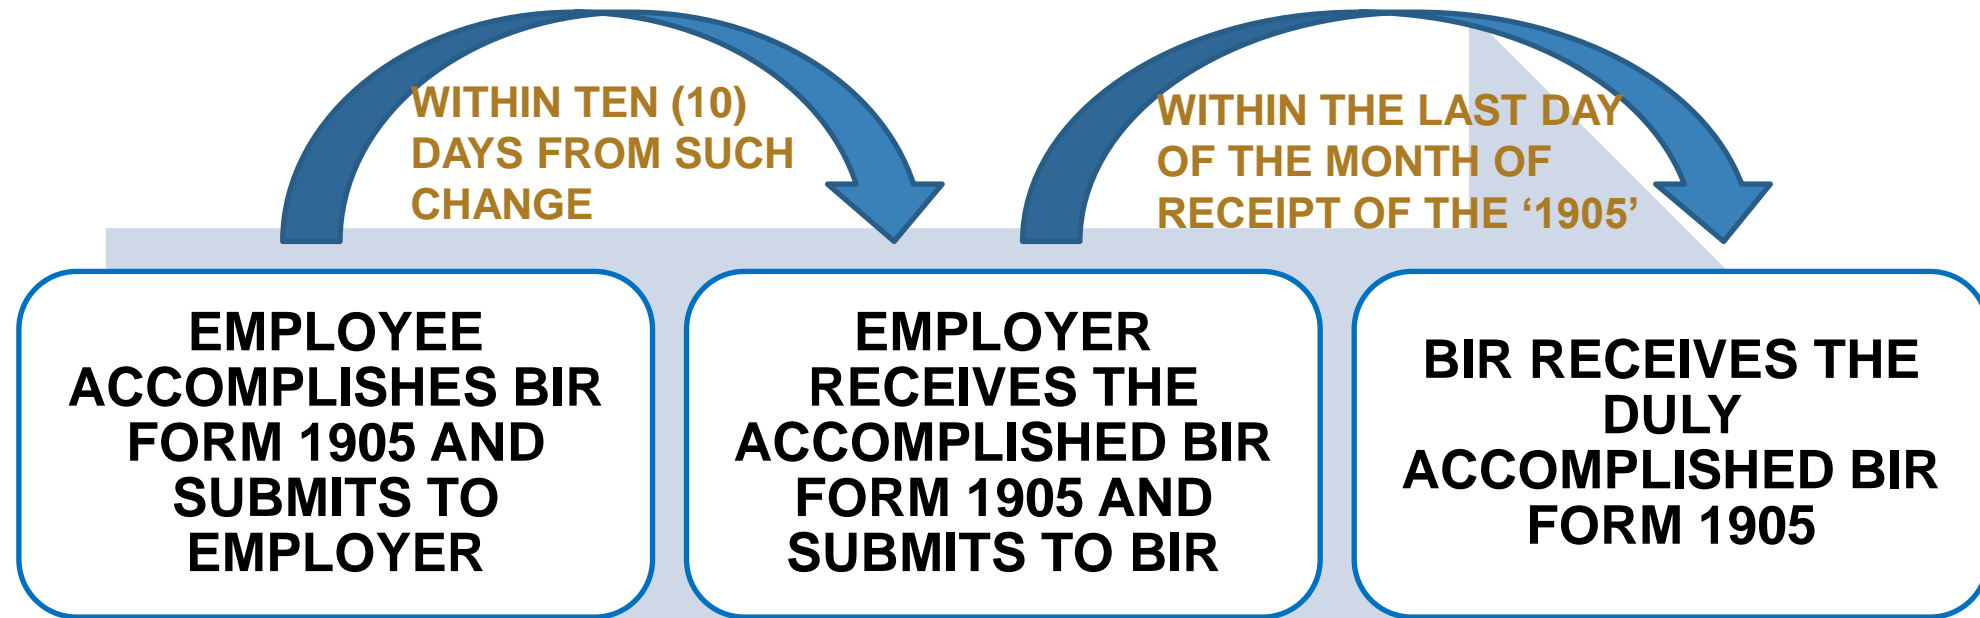 WITHIN TEN (10)
DAYS FROM SUCH
CHANGE
WITHIN THE LAST DAY
OF THE MONTH OF
RECEIPT OF THE ‘1905’
EMPLOYEE
ACCOMPLISHES BIR
FORM 1905 AND
SUBMITS TO
EMPLOYER
EMPLOYER
RECEIVES THE
ACCOMPLISHED BIR
FORM 1905 AND
SUBMITS TO BIR
BIR RECEIVES THE
DULY
ACCOMPLISHED BIR
FORM 1905